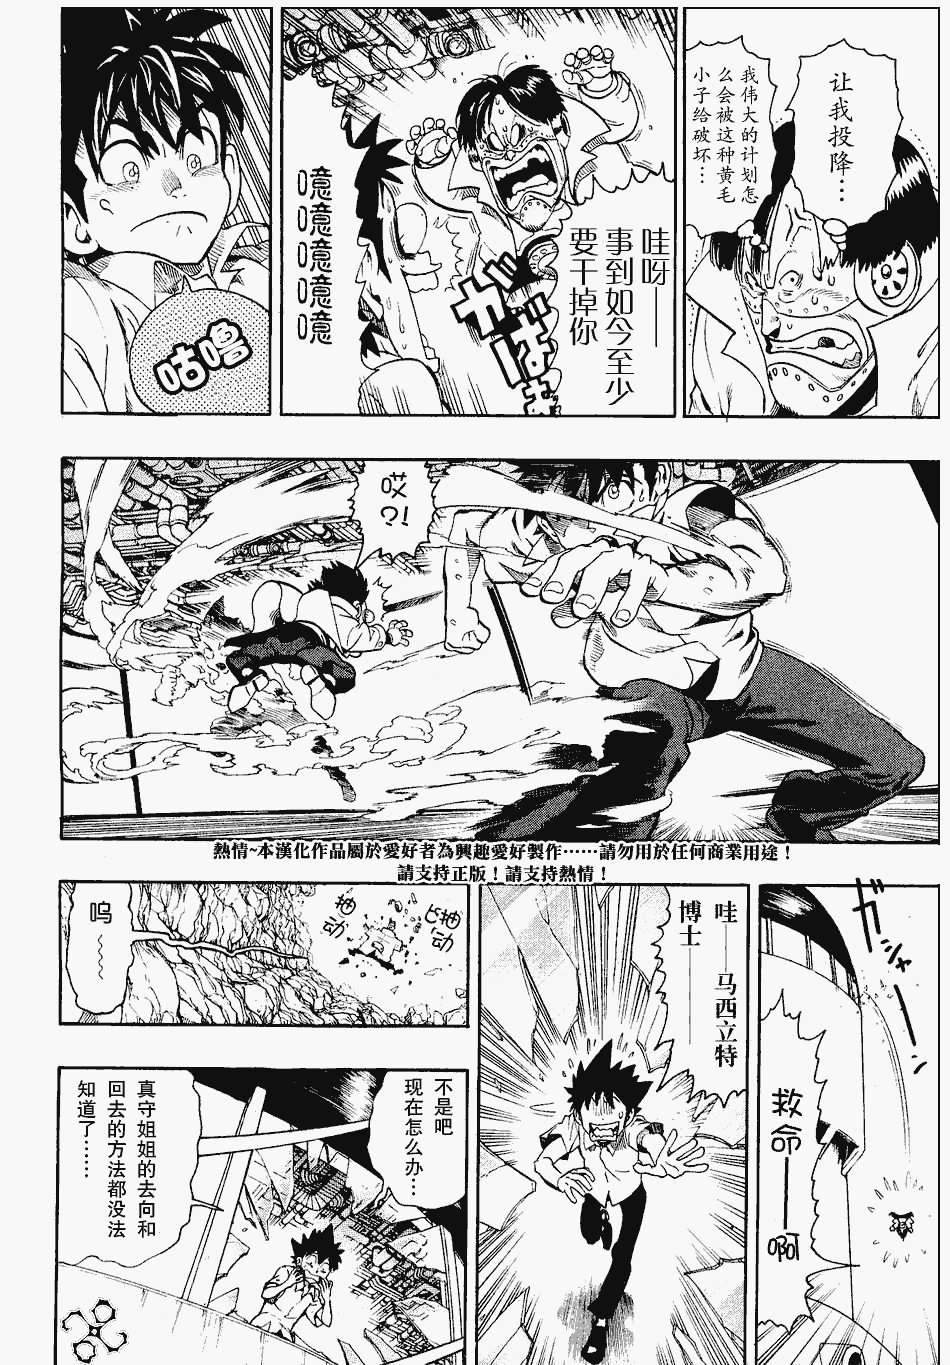 让我投降…
我伟大的计划怎
么会被这种黄毛
小子给破坏…
哇呀——
事到如今至少
要干掉你
ガばぁ
噫噫噫噫噫
咕噜
哎
?!
熱情~本漢化作品屬於愛好者為興趣愛好製作……請勿用於任何商業用途！
請支持正版！請支持熱情！
ガシャーン
救命——啊
哇——马西立特
博士——
抽动
抽动
呜～～～
不是吧
现在怎么办…
真守姐姐的去向和
回去的方法都没法
知道了……